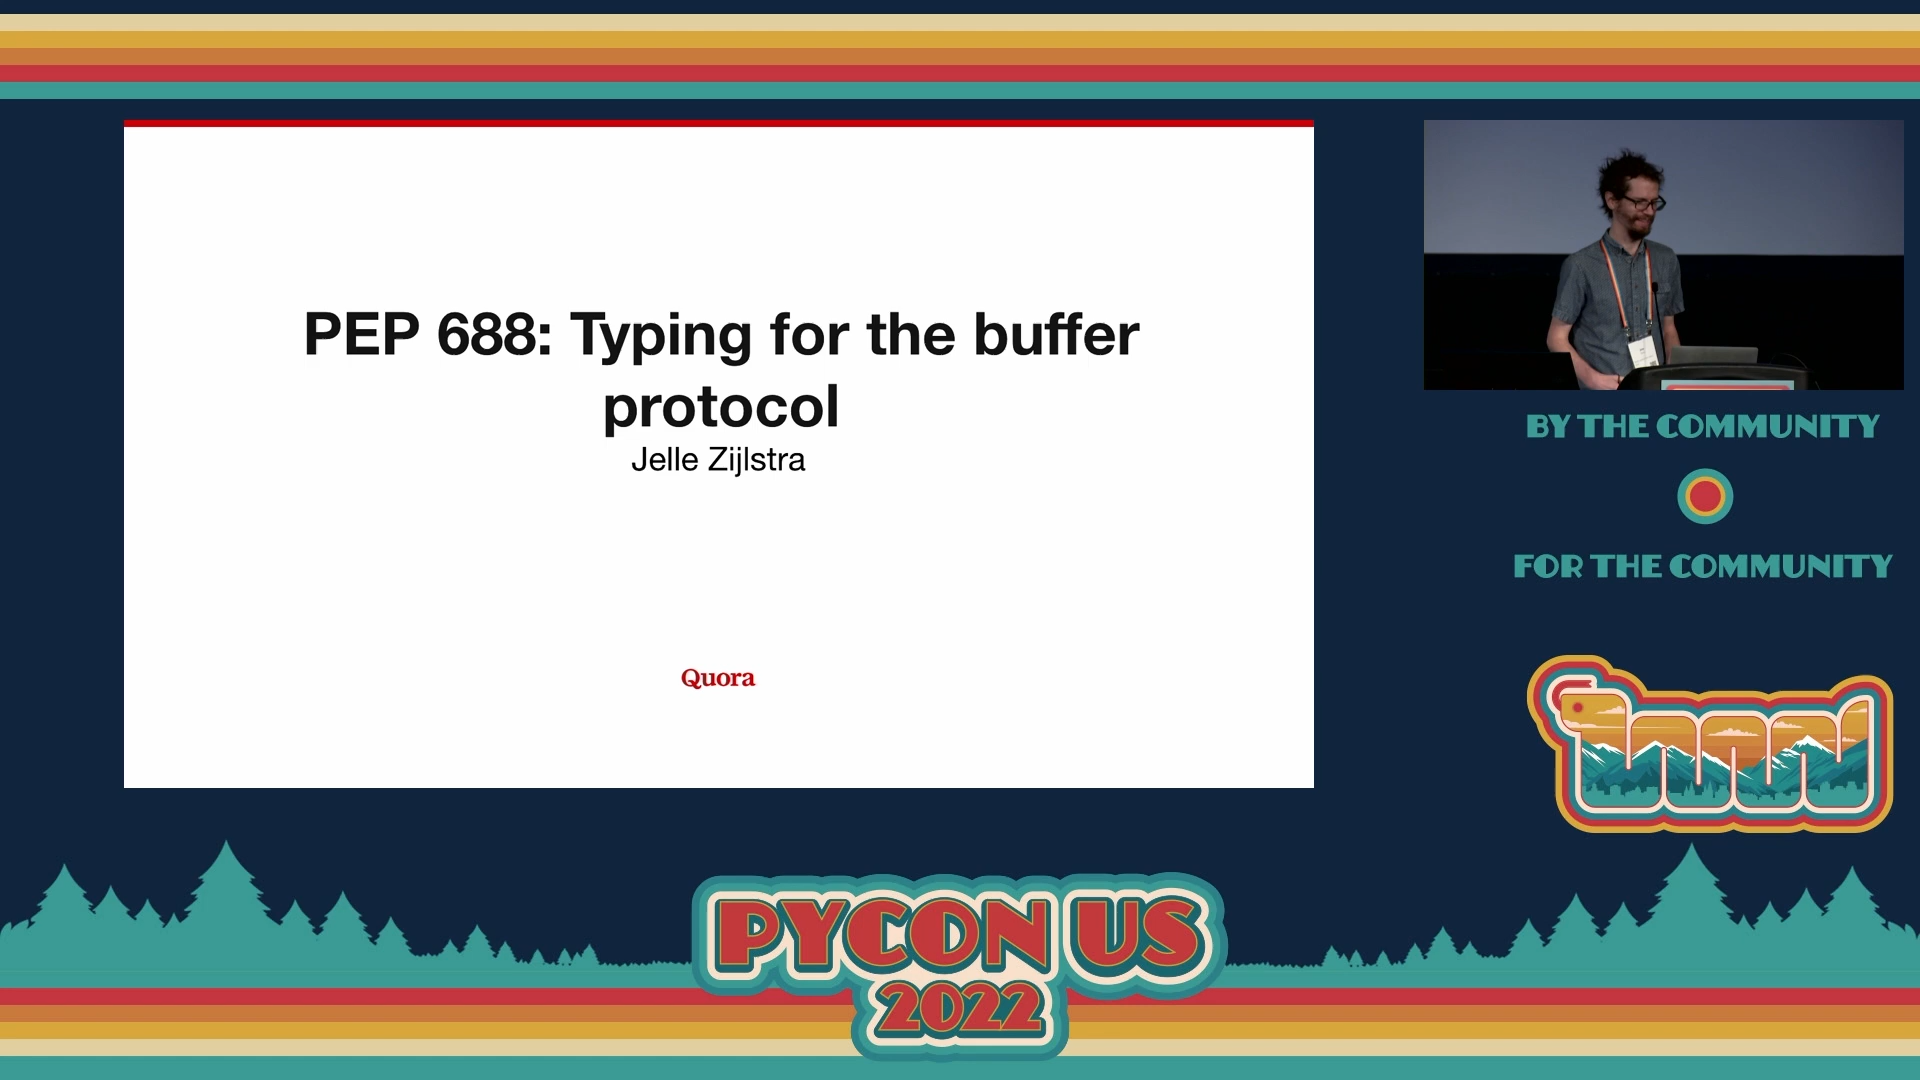 PEP 688: Typing for the buffer
protocol
Jelle Zijlstra
Quora
BY THE COMMUNITY
FOR THE COMMUNITY
PYCON US
2022